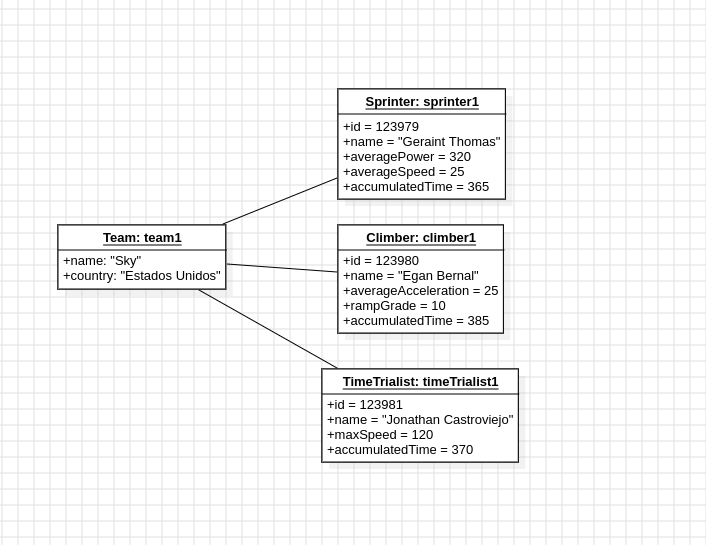 Sprinter: sprinter1
+id = 123979
+name = "Geraint Thomas"
+averagePower = 320
+averageSpeed = 25
+accumulatedTime = 365
Team: team1
+name: "Sky"
+country: "Estados Unidos"
Climber: climber1
+id = 123980
+name = "Egan Bernal"
+averageAcceleration = 25
+rampGrade = 10
+accumulatedTime = 385
TimeTrialist: timeTrialist1
+id = 123981
+name = "Jonathan Castroviejo"
+maxSpeed = 120
+accumulatedTime = 370